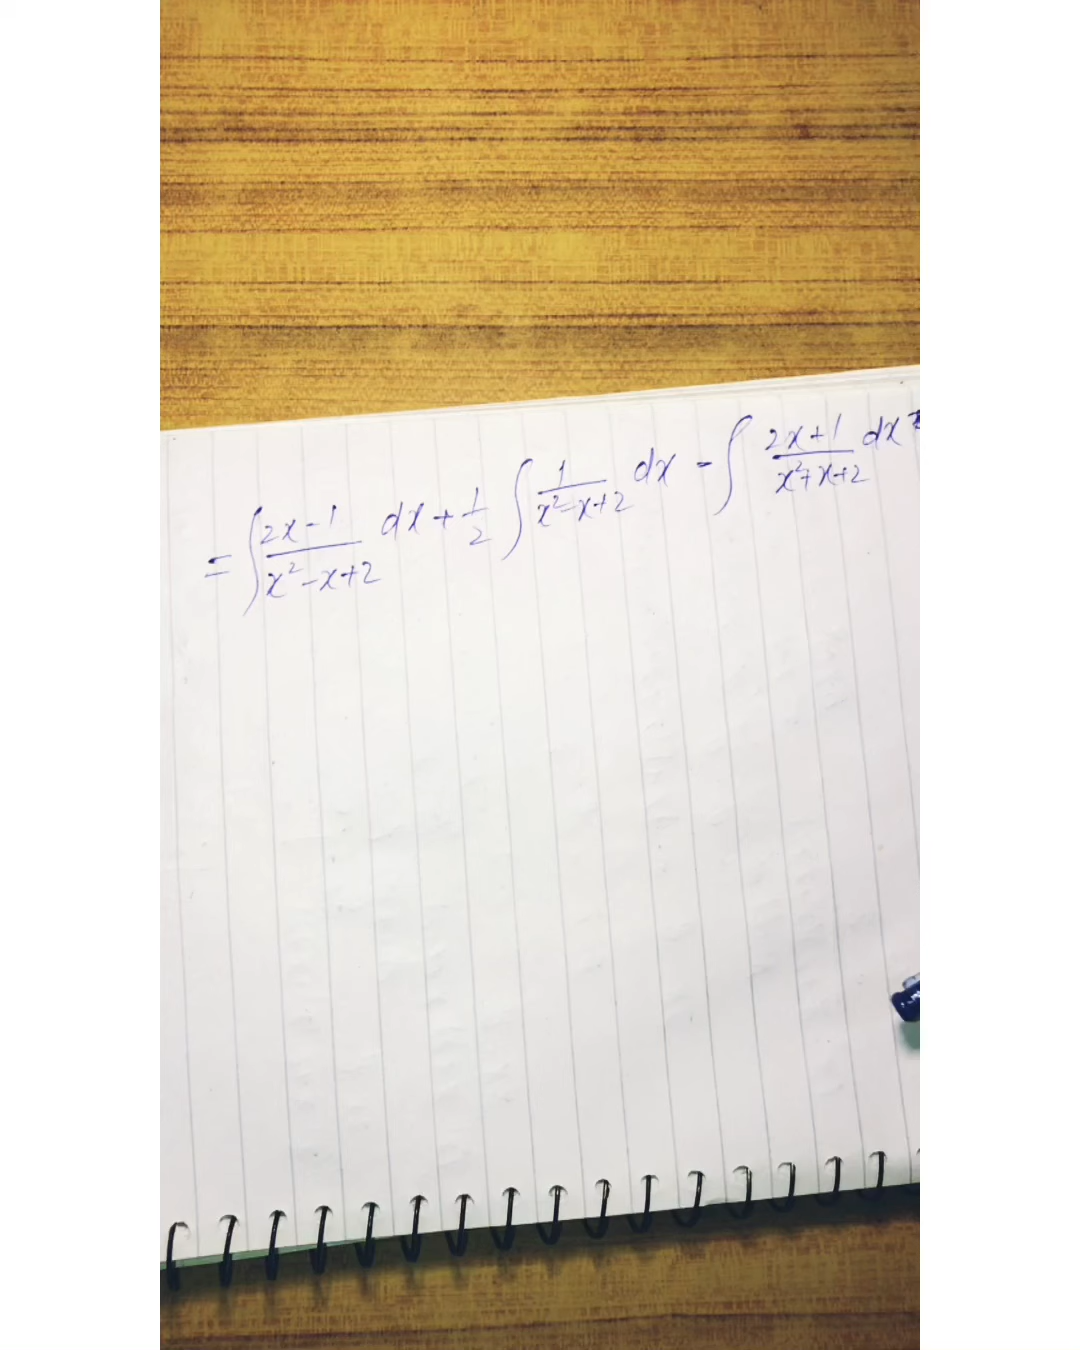 = ∫ (2x-1)/(x²-x+2) dx + 1/2 ∫ 1/(x²-x+2) dx - ∫ (2x+1)/(x²+x+2) dx